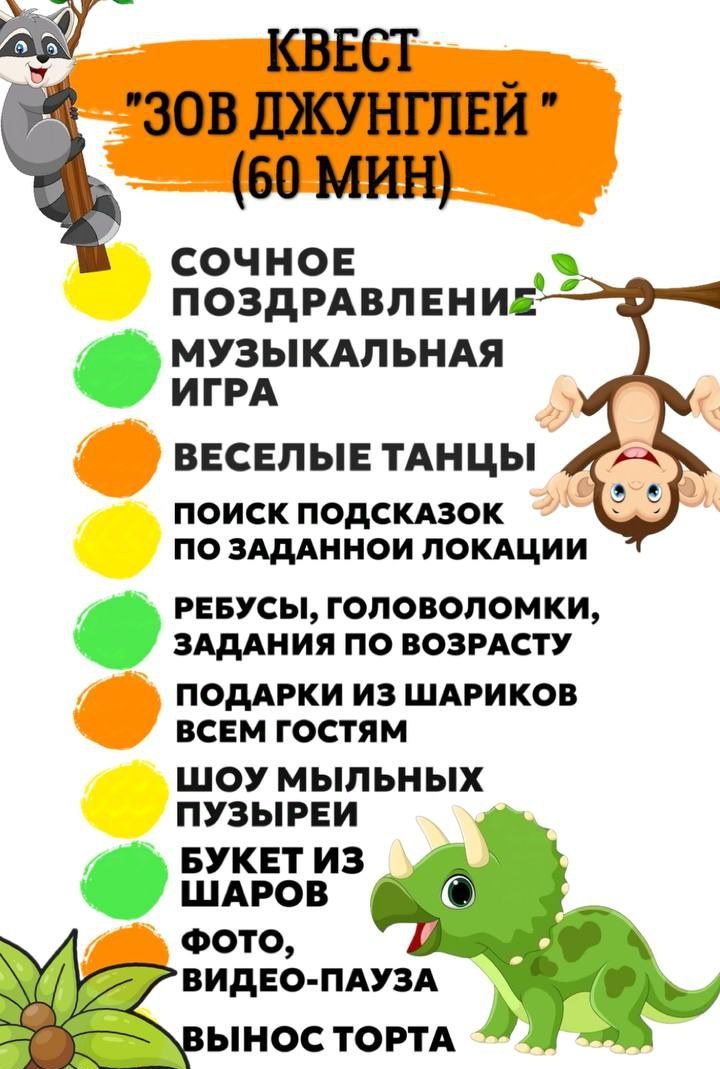 КВЕСТ
"ЗОВ ДЖУНГЛЕЙ "
(60 МИН)
СОЧНОЕ
ПОЗДРАВЛЕНИЕ
МУЗЫКАЛЬНАЯ
ИГРА
ВЕСЕЛЫЕ ТАНЦЫ
ПОИСК ПОДСКАЗОК
ПО ЗАДАННОИ ЛОКАЦИИ
РЕБУСЫ, ГОЛОВОЛОМКИ,
ЗАДАНИЯ ПО ВОЗРАСТУ
ПОДАРКИ ИЗ ШАРИКОВ
ВСЕМ ГОСТЯМ
ШОУ МЫЛЬНЫХ
ПУЗЫРЕИ
БУКЕТ ИЗ
ШАРОВ
ФОТО,
ВИДЕО-ПАУЗА
ВЫНОС ТОРТА